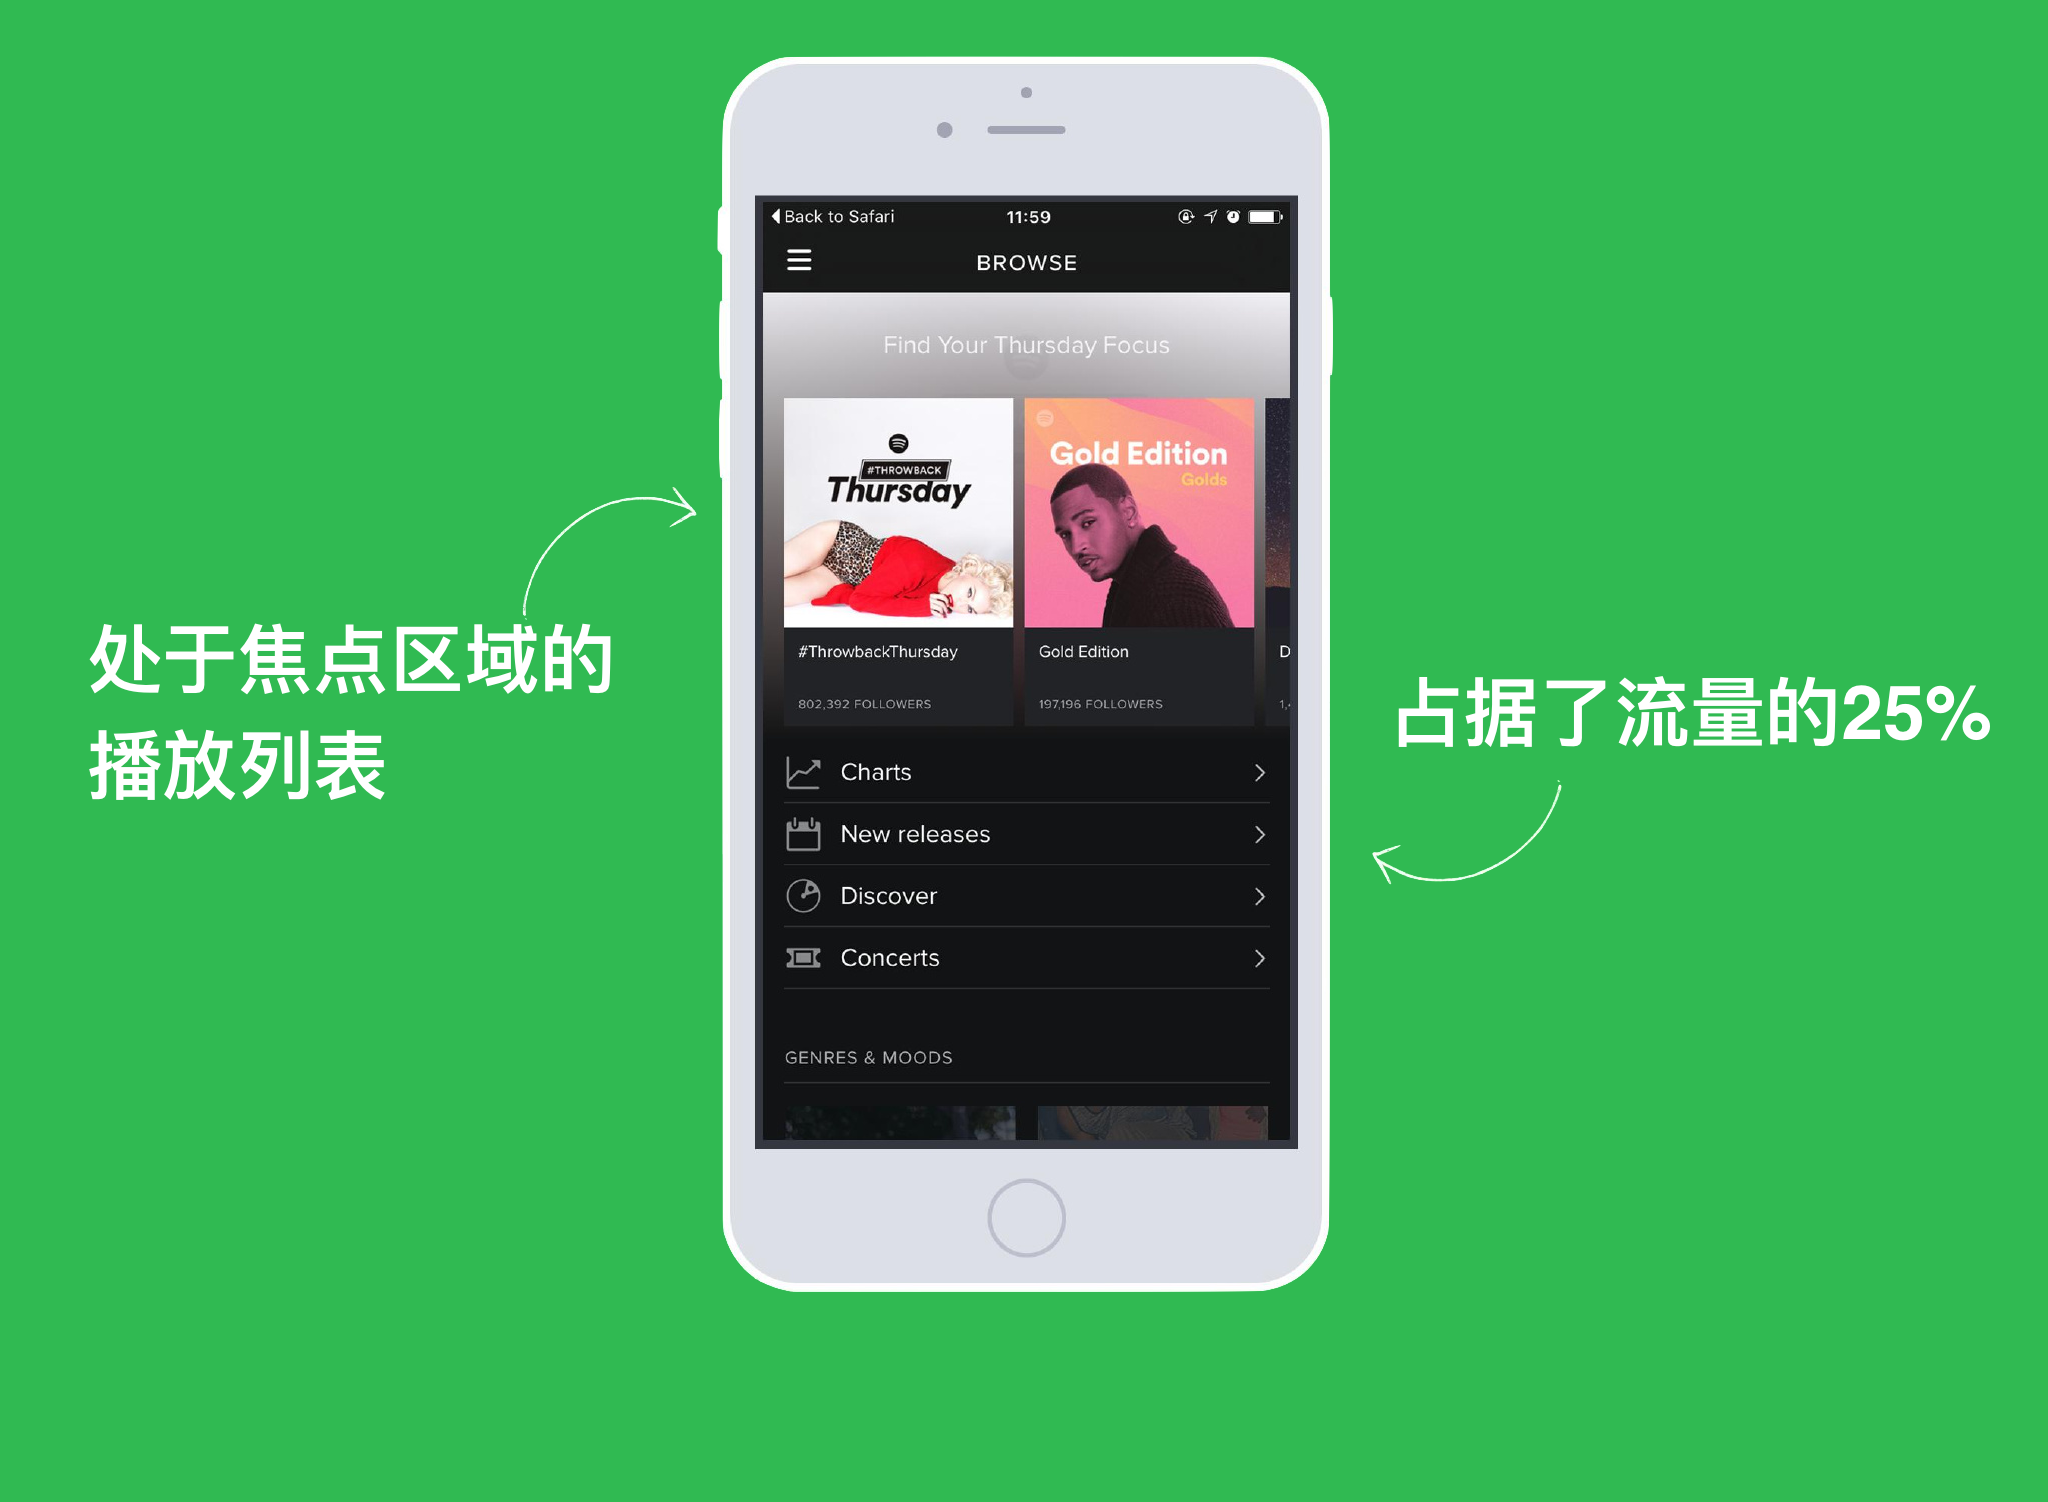 Back to Safari
11:59
BROWSE
Find Your Thursday Focus
#THROWBACK
Thursday
Gold Edition
Golds
#ThrowbackThursday
802,392 FOLLOWERS
Gold Edition
197,196 FOLLOWERS
D
1,
处于焦点区域的
播放列表
占据了流量的25%
Charts
New releases
Discover
Concerts
GENRES & MOODS